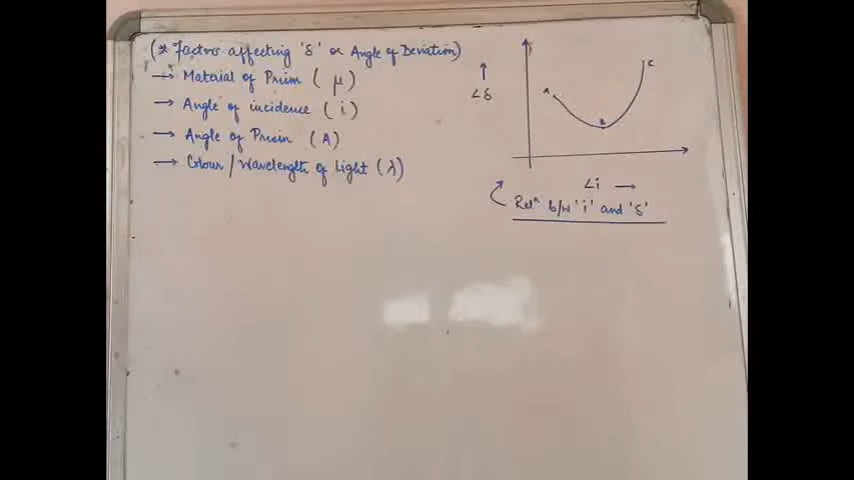 (* Factors affecting 'δ' or Angle of Deviation)
→ Material of Prism ( μ )
→ Angle of incidence ( i )
→ Angle of Prism (A)
→ Colour / Wavelength of Light (λ)
↑
∠δ
A
B
C
∠i →
Relⁿ b/w 'i' and 'δ'